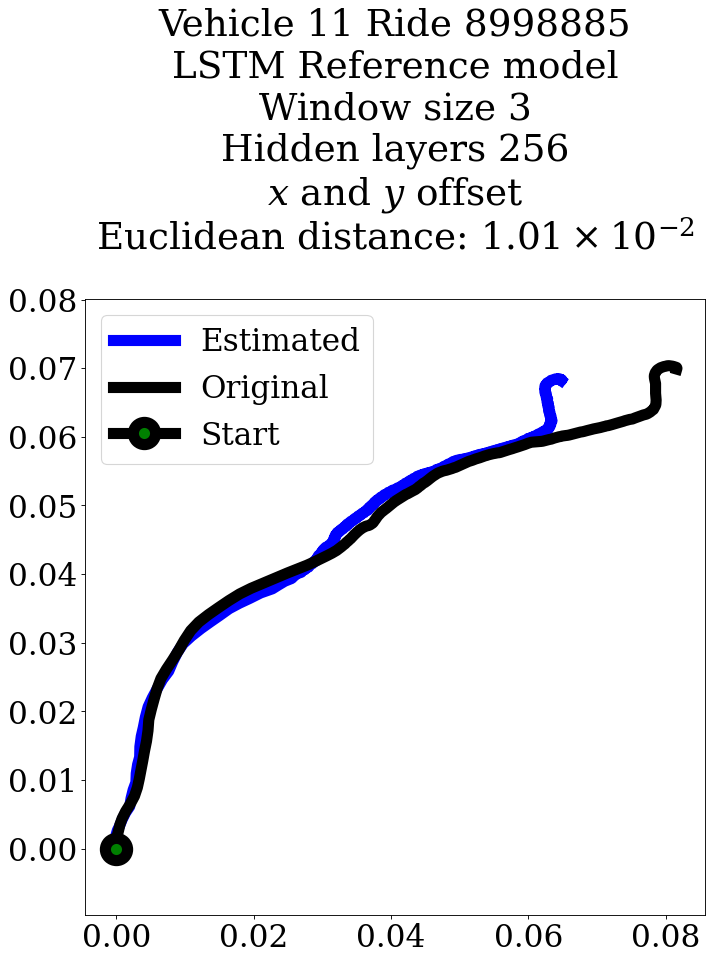 Vehicle 11 Ride 8998885
LSTM Reference model
Window size 3
Hidden layers 256
x and y offset
Euclidean distance: 1.01 × 10⁻²
0.08
0.07
0.06
0.05
0.04
0.03
0.02
0.01
0.00
Estimated
Original
Start
0.00 0.02 0.04 0.06 0.08